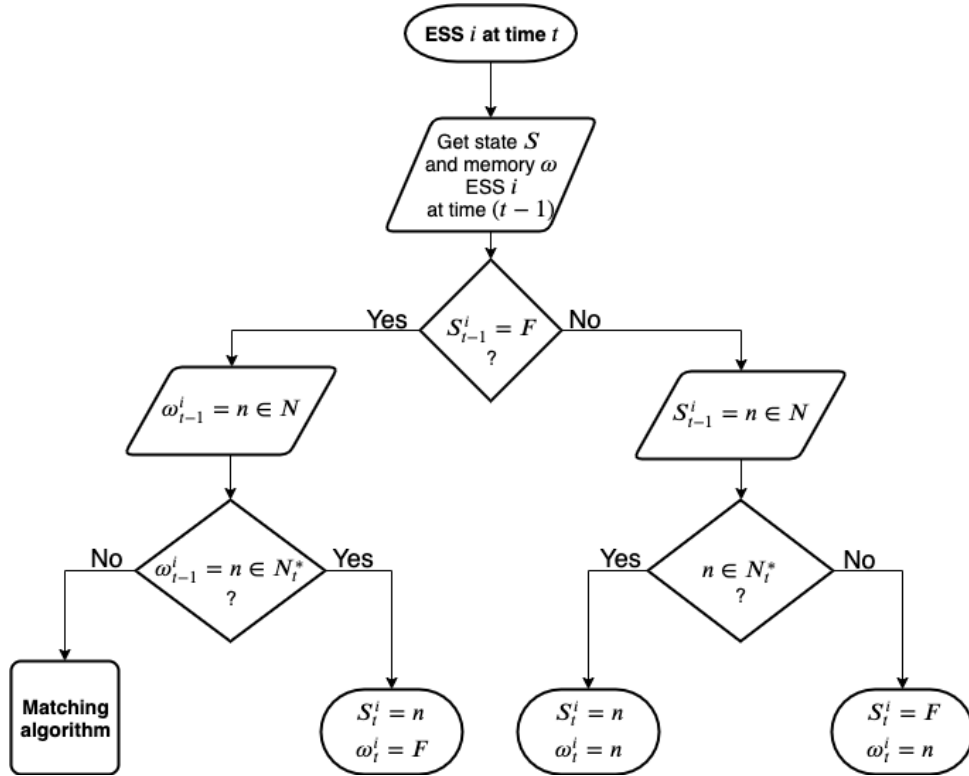 ESS i at time t
Get state S
and memory ω
ESS i
at time (t − 1)
Yes
S^i_{t−1} = F
?
No
ω^i_{t−1} = n ∈ N
S^i_{t−1} = n ∈ N
No
ω^i_{t−1} = n ∈ N^*_t
?
Yes
Yes
n ∈ N^*_t
?
No
Matching
algorithm
S^i_t = n
ω^i_t = F
S^i_t = n
ω^i_t = n
S^i_t = F
ω^i_t = n